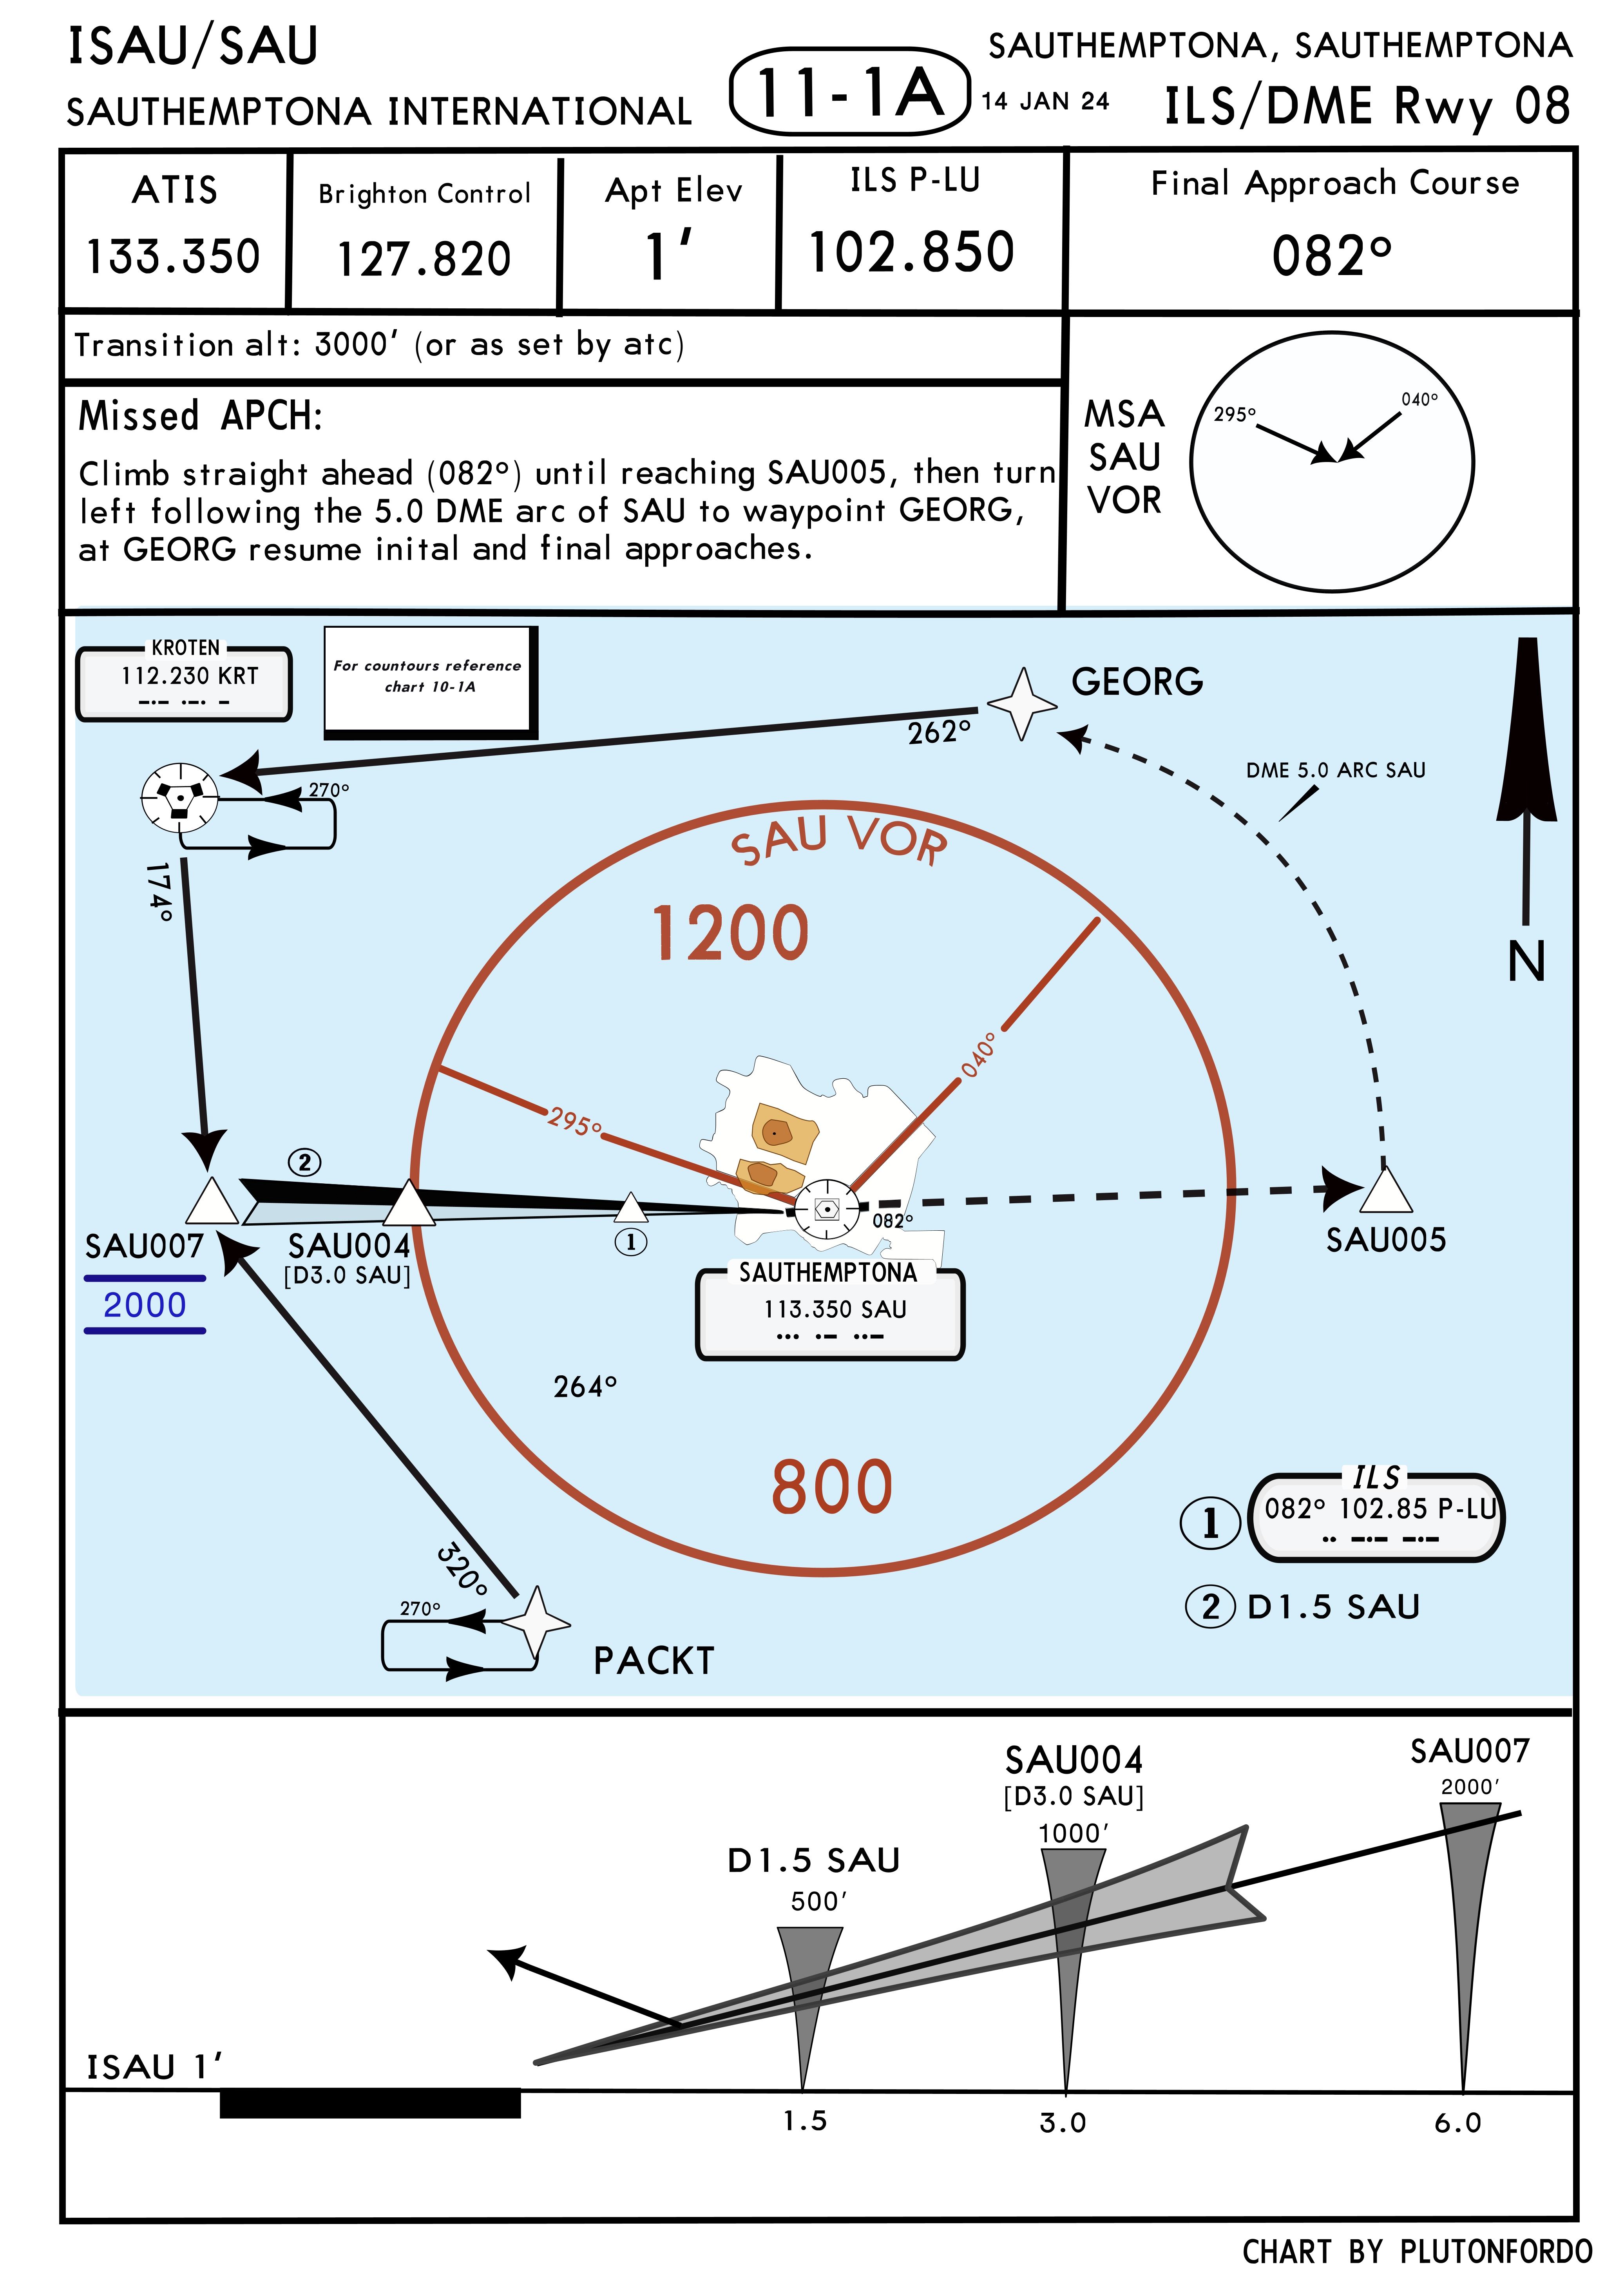 ISAU/SAU
SAUTHEMPTONA INTERNATIONAL
11-1A
14 JAN 24
SAUTHEMPTONA, SAUTHEMPTONA
ILS/DME Rwy 08
ATIS
133.350
Brighton Control
127.820
Apt Elev
1'
ILS P-LU
102.850
Final Approach Course
082°
Transition alt: 3000' (or as set by atc)
Missed APCH:
Climb straight ahead (082°) until reaching SAU005, then turn
left following the 5.0 DME arc of SAU to waypoint GEORG,
at GEORG resume inital and final approaches.
MSA
SAU
VOR
295°
040°
KROTEN
112.230 KRT
For countours reference
chart 10-1A
GEORG
262°
DME 5.0 ARC SAU
270°
174°
N
SAU VOR
1200
040°
295°
2
1
082°
SAU007
2000
SAU004
[D3.0 SAU]
SAU005
SAUTHEMPTONA
113.350 SAU
264°
800
320°
270°
PACKT
1
ILS
082° 102.85 P-LU
2 D1.5 SAU
SAU007
2000'
SAU004
[D3.0 SAU]
1000'
D1.5 SAU
500'
ISAU 1'
1.5
3.0
6.0
CHART BY PLUTONFORDO